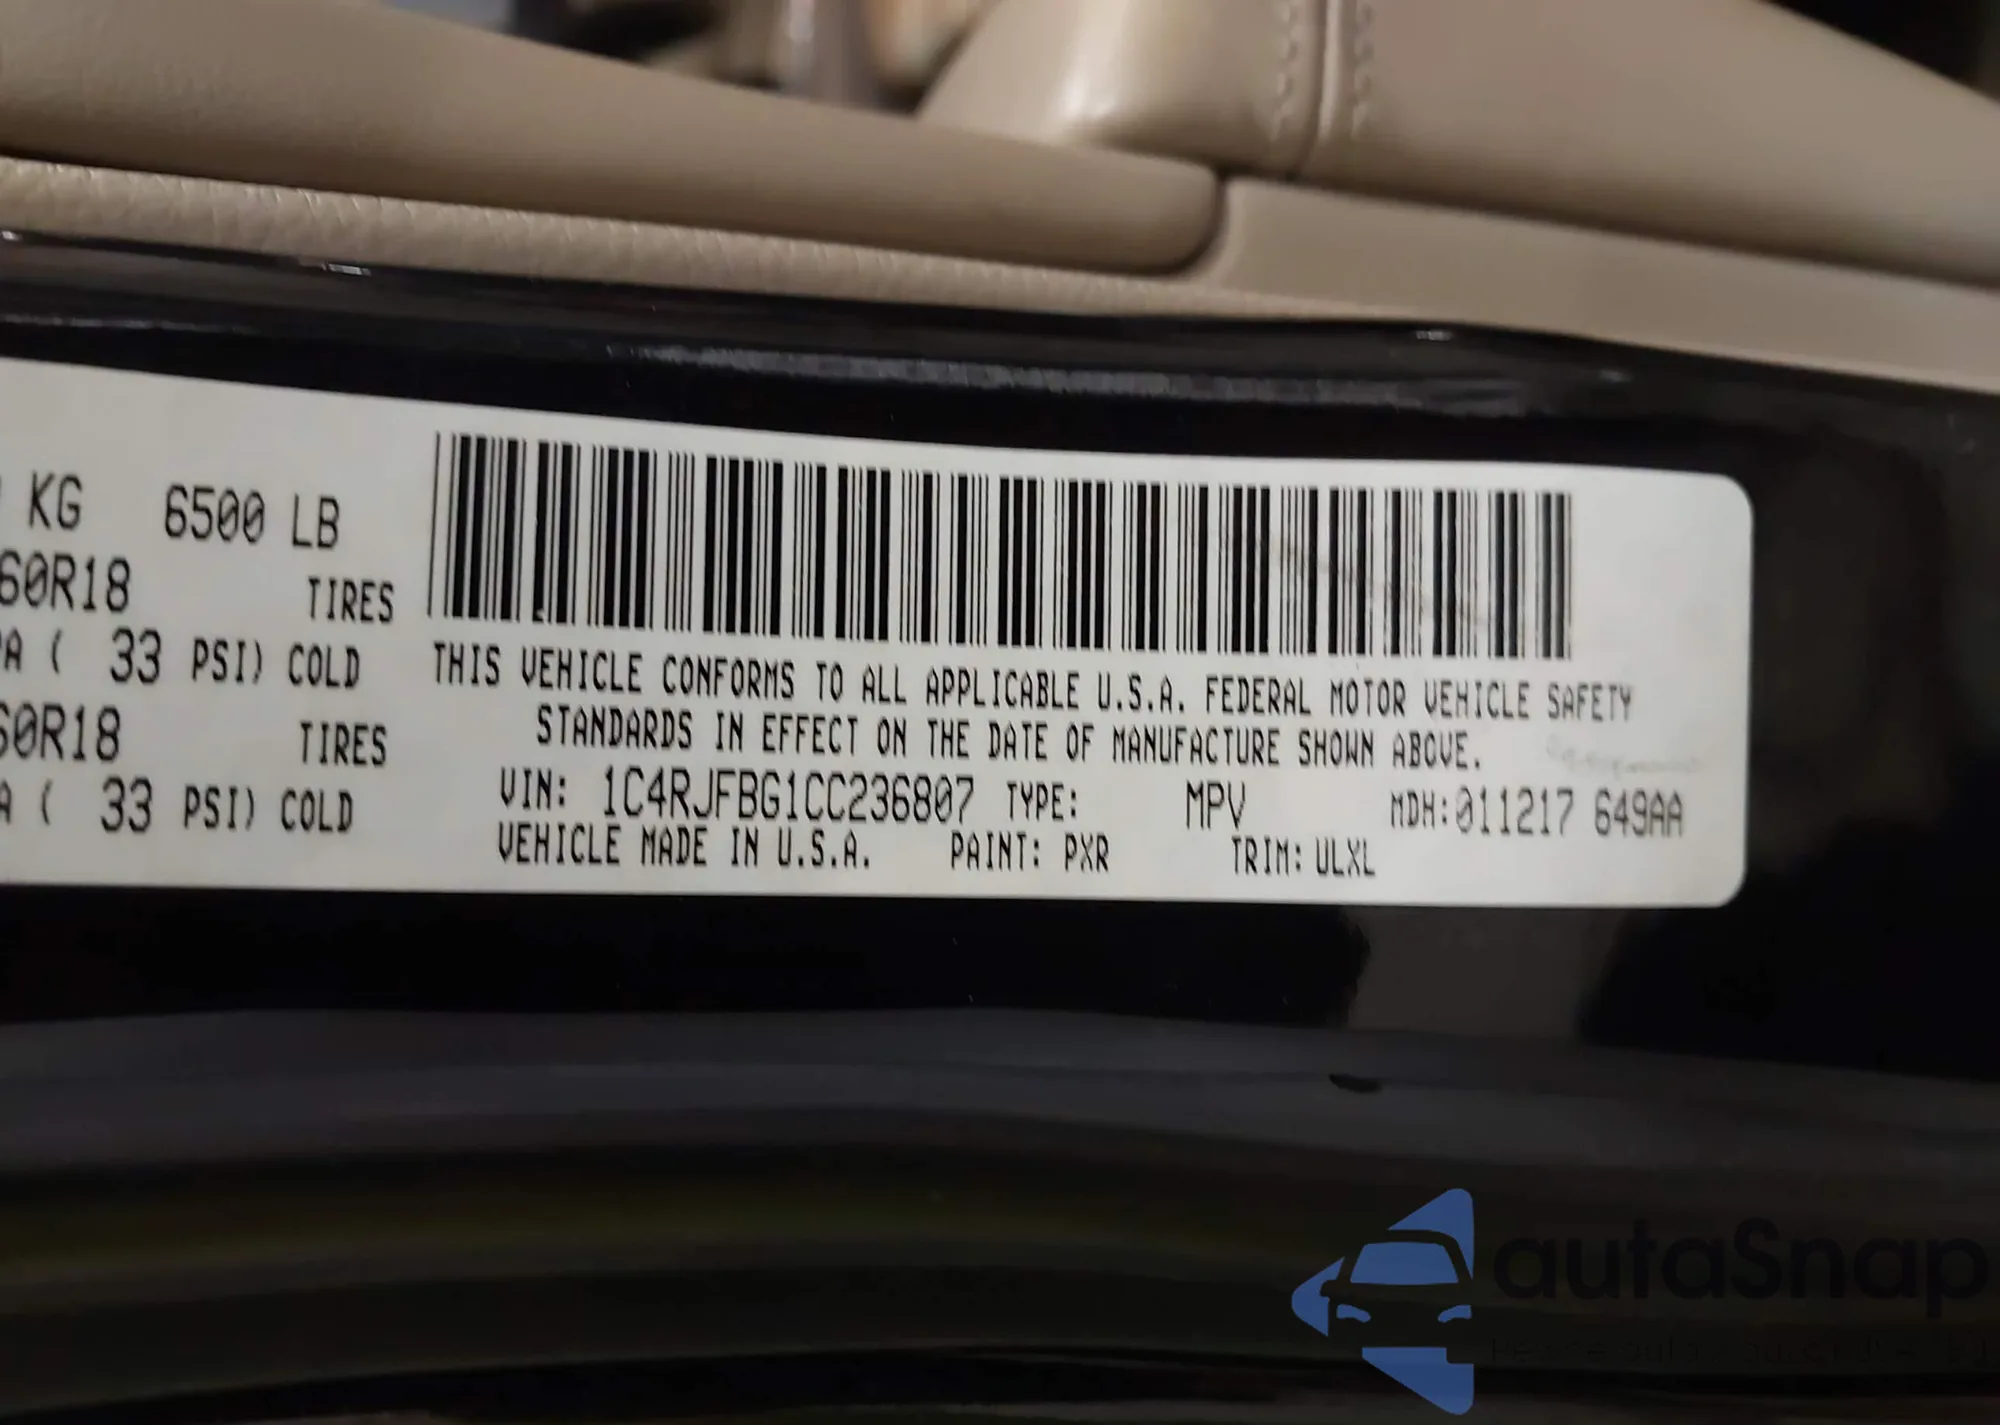 KG 6500 LB
60R18 TIRES
PA ( 33 PSI) COLD
60R18 TIRES
A ( 33 PSI) COLD
THIS VEHICLE CONFORMS TO ALL APPLICABLE U.S.A. FEDERAL MOTOR VEHICLE SAFETY
STANDARDS IN EFFECT ON THE DATE OF MANUFACTURE SHOWN ABOVE.
VIN: 1C4RJFBG1CC236807 TYPE: MPV MDH:011217 649AA
VEHICLE MADE IN U.S.A. PAINT: PXR TRIM: ULXL
autaSnap